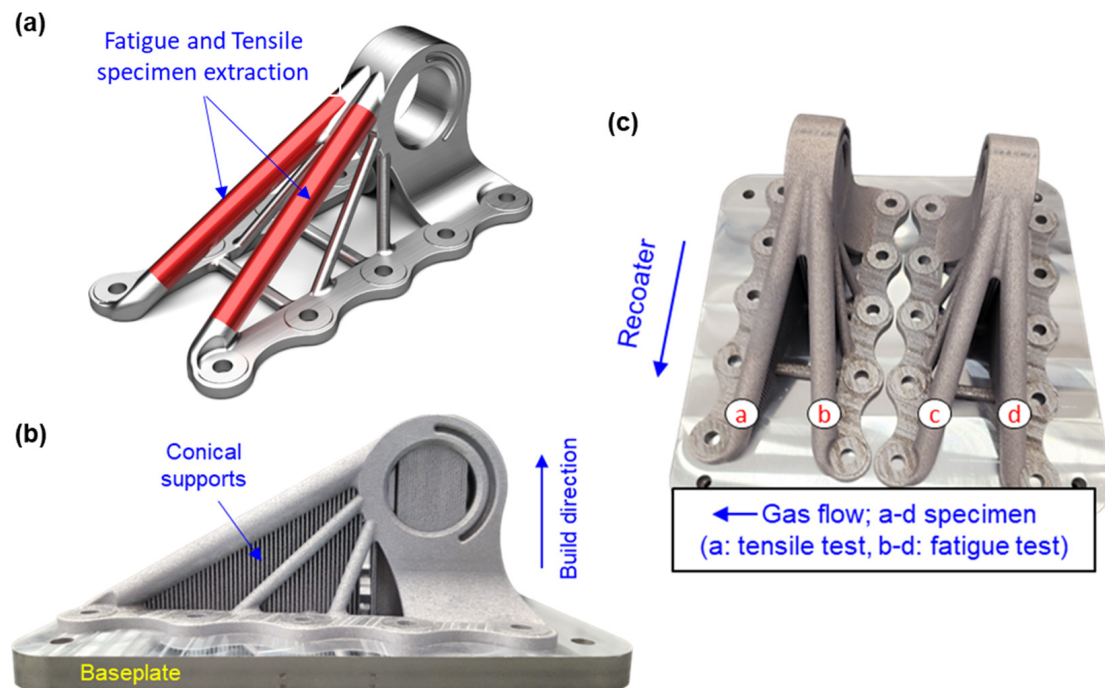 (a)
Fatigue and Tensile
specimen extraction
(b)
Conical
supports
Build direction
Baseplate
(c)
Recoater
a
b
c
d
← Gas flow; a-d specimen
(a: tensile test, b-d: fatigue test)